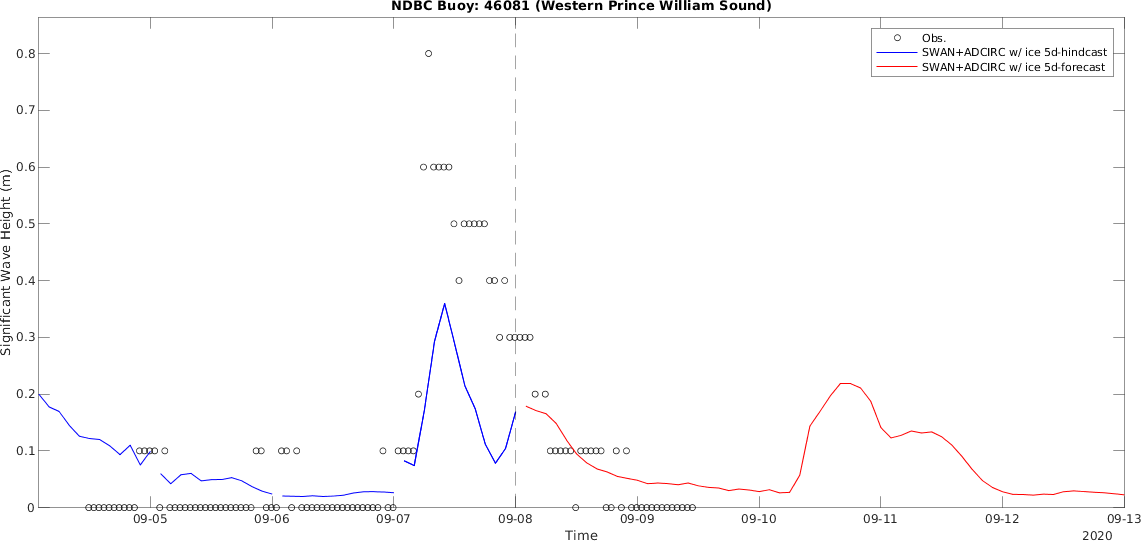 NDBC Buoy: 46081 (Western Prince William Sound)
Obs.
SWAN+ADCIRC w/ ice 5d-hindcast
SWAN+ADCIRC w/ ice 5d-forecast
Significant Wave Height (m)
0.8
0.7
0.6
0.5
0.4
0.3
0.2
0.1
0
09-05 09-06 09-07 09-08 09-09 09-10 09-11 09-12 09-13
Time
2020